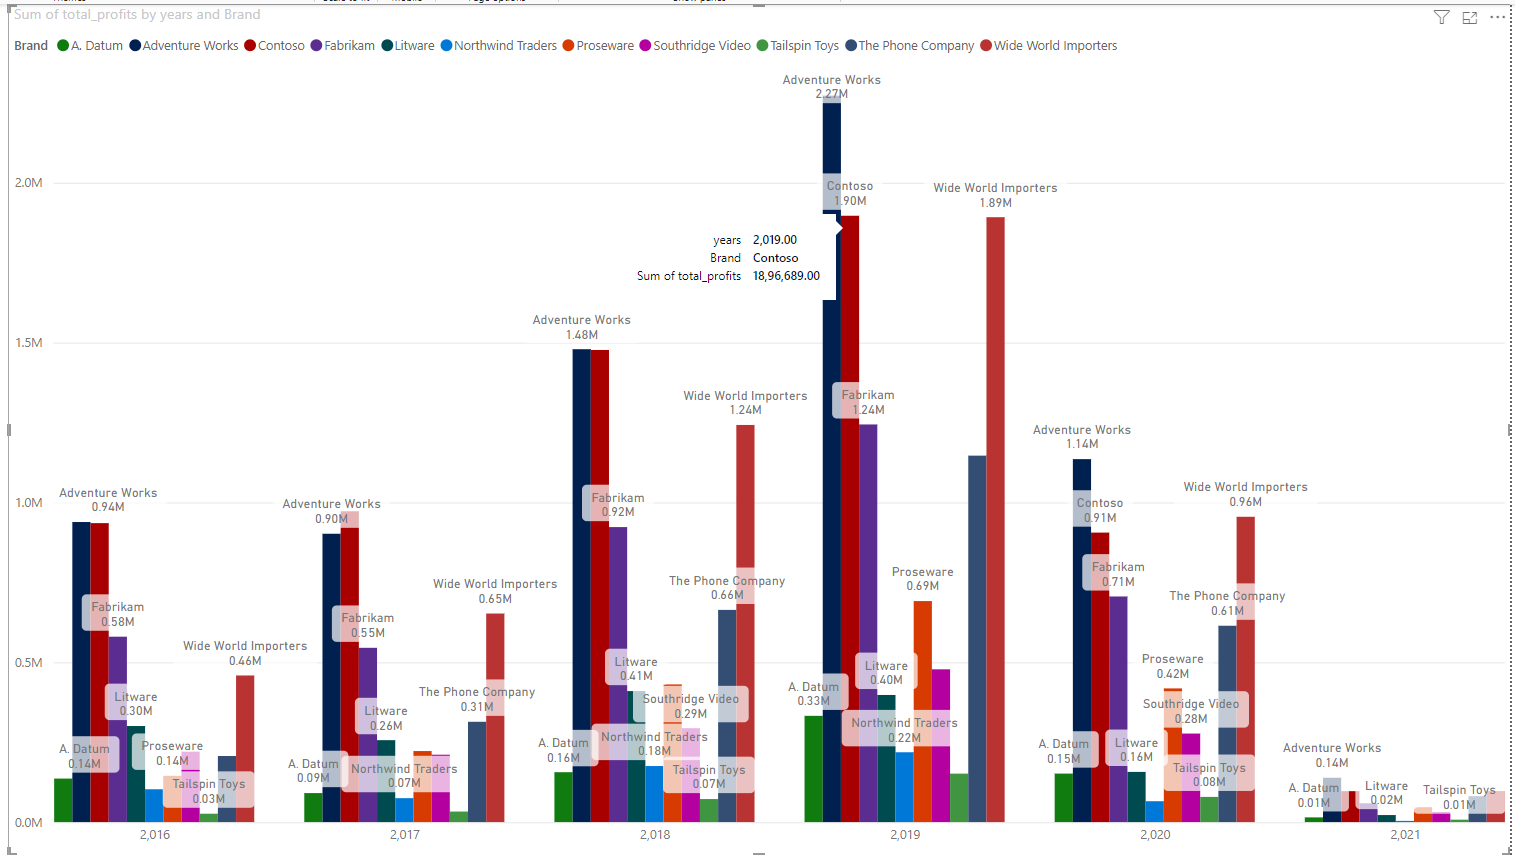 Sum of total_profits by years and Brand
Brand A. Datum Adventure Works Contoso Fabrikam Litware Northwind Traders Proseware Southridge Video Tailspin Toys The Phone Company Wide World Importers
2.0M
1.5M
1.0M
0.5M
0.0M
A. Datum
0.14M
Adventure Works
0.94M
Fabrikam
0.58M
Litware
0.30M
Proseware
0.14M
Tailspin Toys
0.03M
Wide World Importers
0.46M
A. Datum
0.09M
Adventure Works
0.90M
Fabrikam
0.55M
Litware
0.26M
Northwind Traders
0.07M
The Phone Company
0.31M
Wide World Importers
0.65M
A. Datum
0.16M
Adventure Works
1.48M
Fabrikam
0.92M
Litware
0.41M
Northwind Traders
0.18M
Southridge Video
0.29M
Tailspin Toys
0.07M
The Phone Company
0.66M
Wide World Importers
1.24M
A. Datum
0.33M
Adventure Works
2.27M
Contoso
1.90M
years 2,019.00
Brand Contoso
Sum of total_profits 18,96,689.00
Fabrikam
1.24M
Litware
0.40M
Northwind Traders
0.22M
Proseware
0.69M
Wide World Importers
1.89M
A. Datum
0.15M
Adventure Works
1.14M
Contoso
0.91M
Fabrikam
0.71M
Litware
0.16M
Proseware
0.42M
Southridge Video
0.28M
Tailspin Toys
0.08M
The Phone Company
0.61M
Wide World Importers
0.96M
A. Datum
0.01M
Adventure Works
0.14M
Litware
0.02M
Tailspin Toys
0.01M
2,016 2,017 2,018 2,019 2,020 2,021